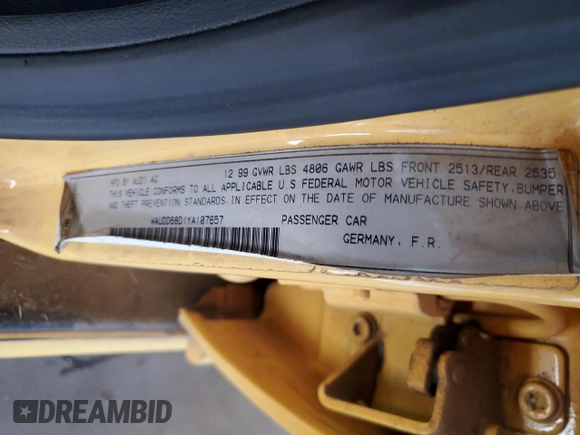 MFD BY AUDI AG 12 99 GVWR LBS 4806 GAWR LBS FRONT 2513/REAR 2535
THIS VEHICLE CONFORMS TO ALL APPLICABLE U.S FEDERAL MOTOR VEHICLE SAFETY,BUMPER
AND THEFT PREVENTION STANDARDS IN EFFECT ON THE DATE OF MANUFACTURE SHOWN ABOVE
WAUDD68D1YA107657 PASSENGER CAR
GERMANY, F.R.
DREAMBID